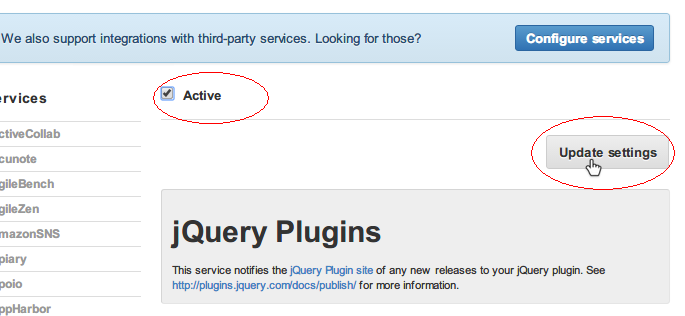 We also support integrations with third-party services. Looking for those?
Configure services
ervices
Active
ctiveCollab
cunote
Update settings
gileBench
gileZen
mazonSNS
piary
poio
ppHarbor
jQuery Plugins
This service notifies the jQuery Plugin site of any new releases to your jQuery plugin. See
http://plugins.jquery.com/docs/publish/ for more information.